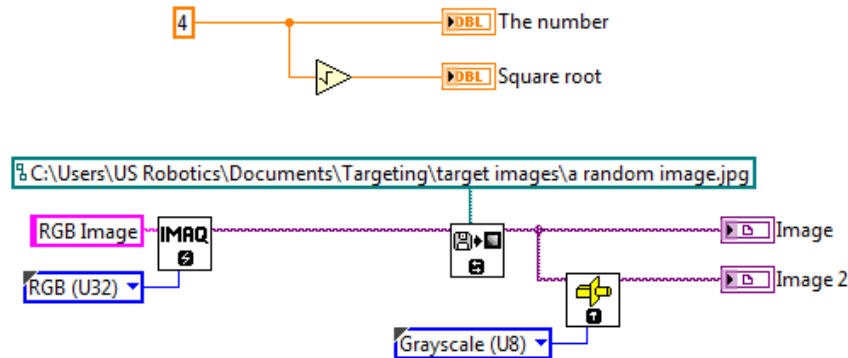 4
DBL The number
DBL Square root
C:\Users\US Robotics\Documents\Targeting\target images\a random image.jpg
RGB Image IMAQ Image
RGB (U32) Image 2
Grayscale (U8)